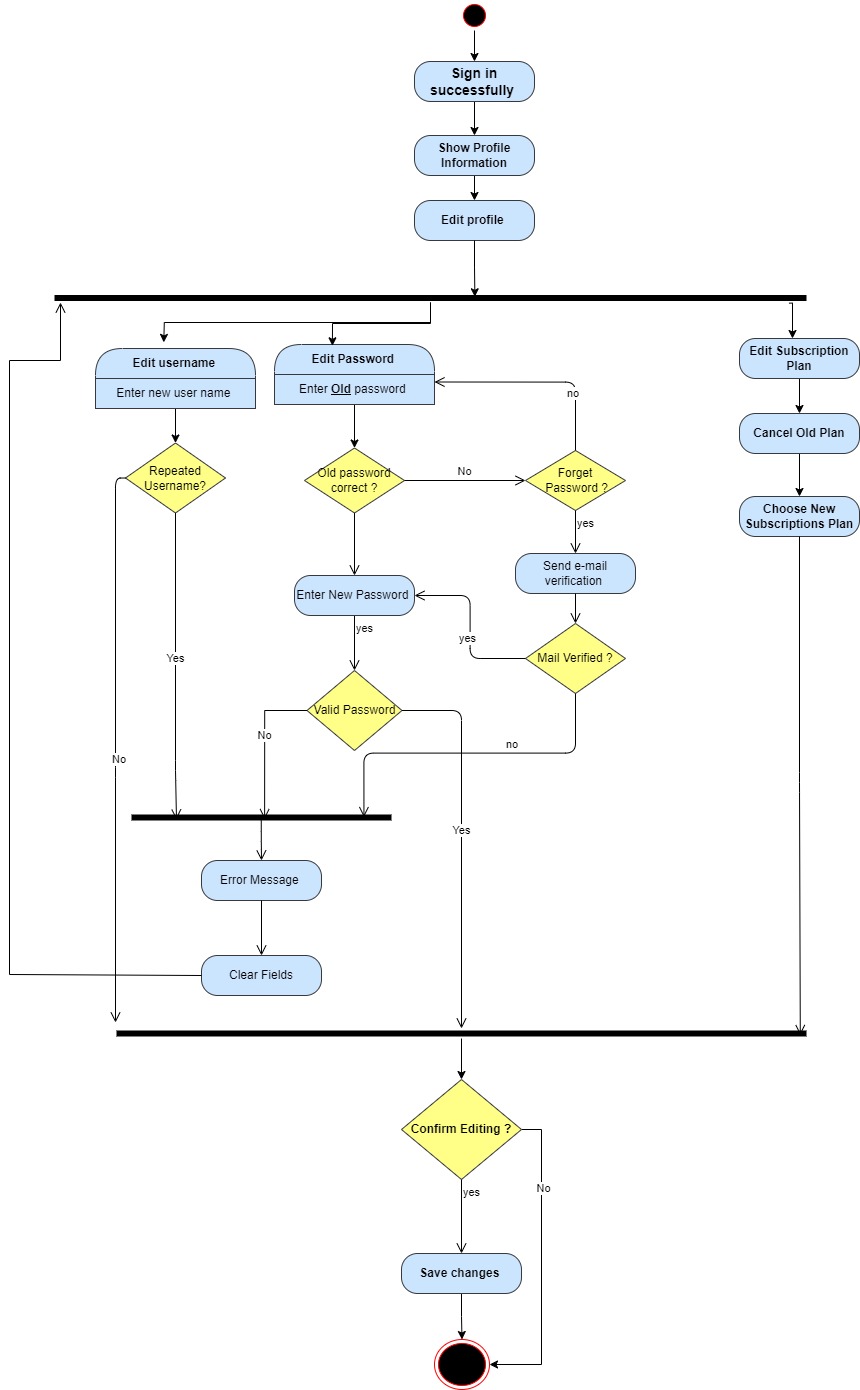 Sign in
successfully
Show Profile
Information
Edit profile
Edit username
Enter new user name
Edit Password
Enter Old password
Edit Subscription
Plan
no
Cancel Old Plan
Repeated
Username?
Old password
correct ?
No
Forget
Password ?
Choose New
Subscriptions Plan
yes
Send e-mail
verification
Enter New Password
yes
yes
Mail Verified ?
Yes
Valid Password
No
no
No
Yes
Error Message
Clear Fields
Confirm Editing ?
yes
No
Save changes